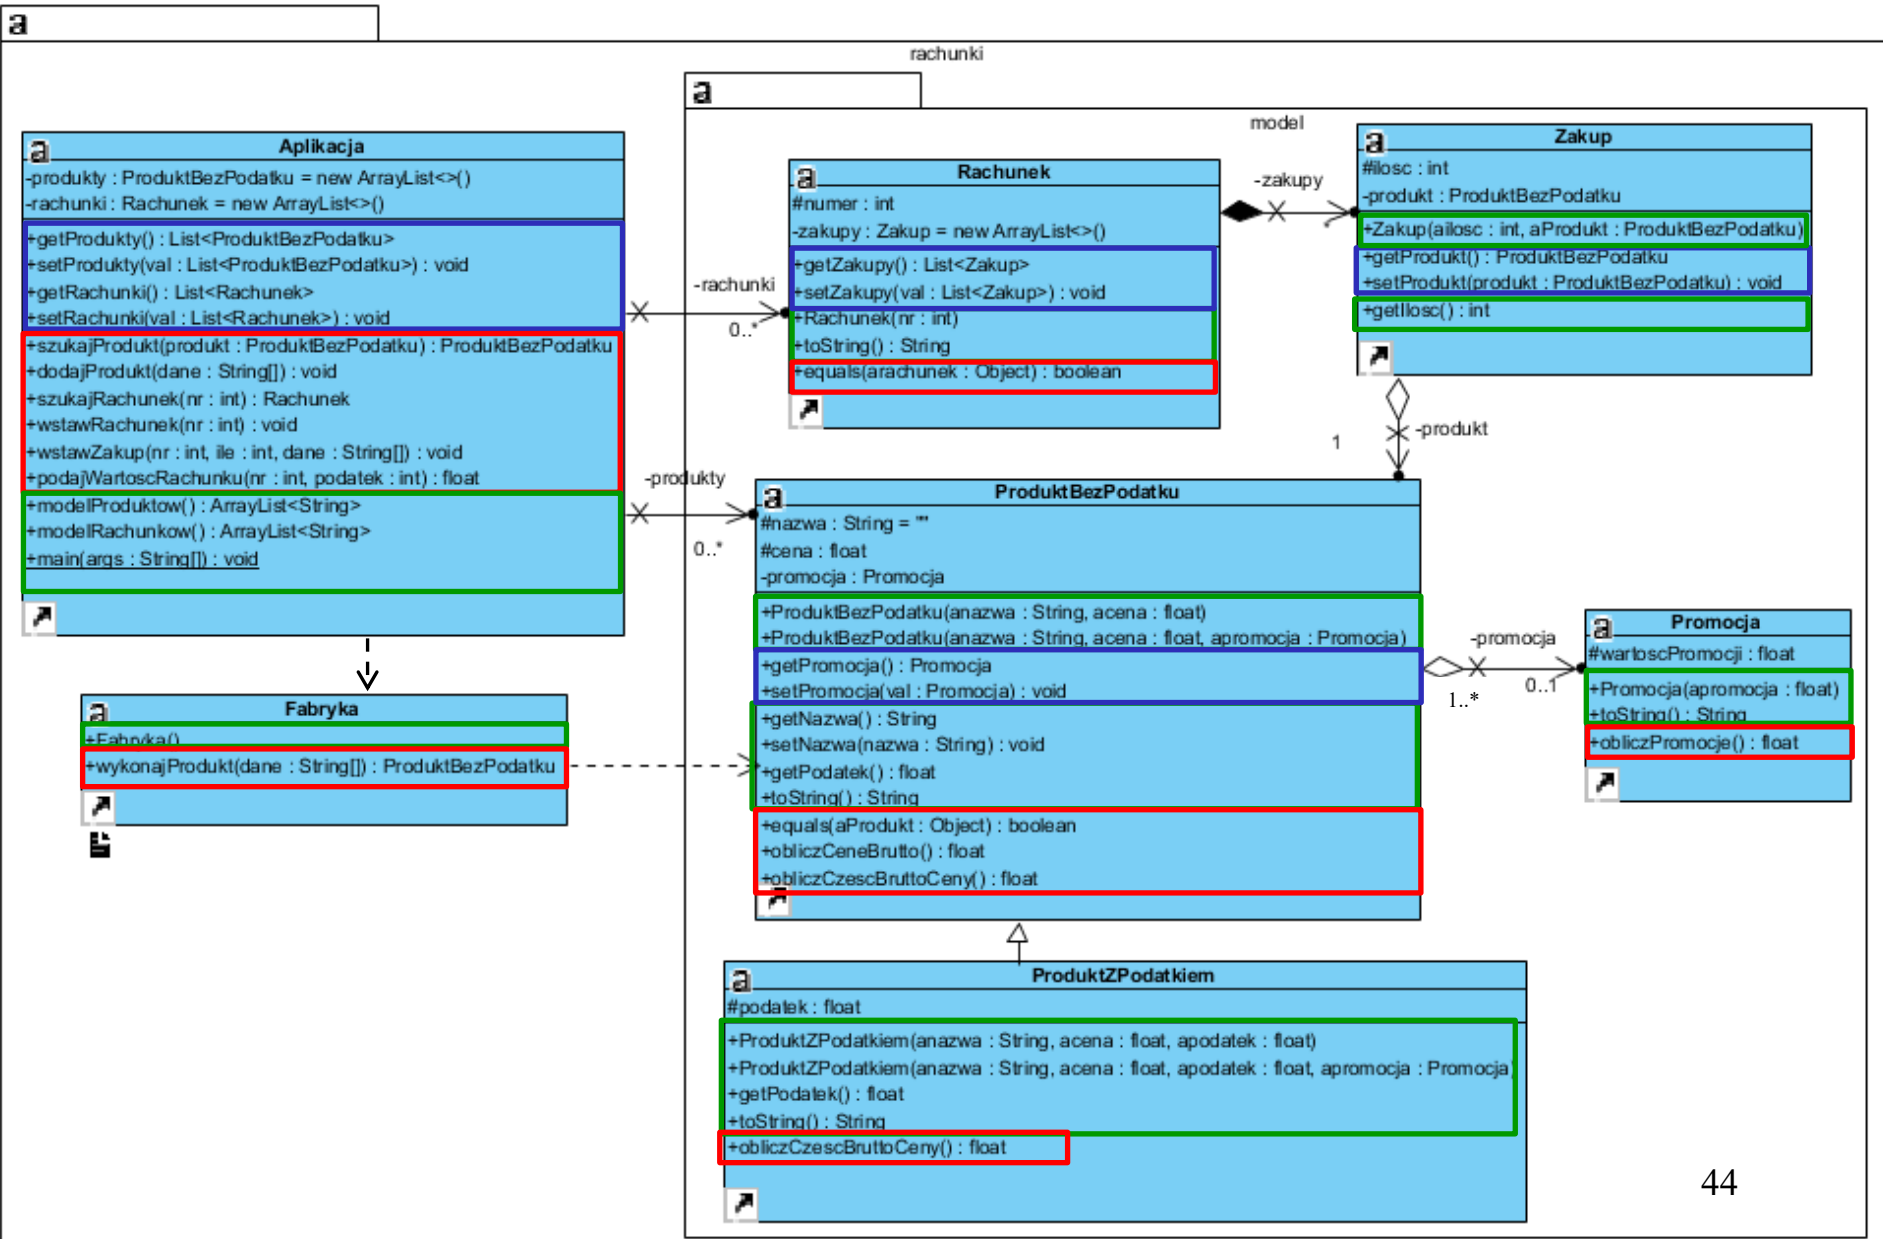 a
rachunki
a
model
a
Aplikacja
-produkty : ProduktBezPodatku = new ArrayList<>()
-rachunki : Rachunek = new ArrayList<>()
+getProdukty() : List<ProduktBezPodatku>
+setProdukty(val : List<ProduktBezPodatku>) : void
+getRachunki() : List<Rachunek>
+setRachunki(val : List<Rachunek>) : void
+szukajProdukt(produkt : ProduktBezPodatku) : ProduktBezPodatku
+dodajProdukt(dane : String[]) : void
+szukajRachunek(nr : int) : Rachunek
+wstawRachunek(nr : int) : void
+wstawZakup(nr : int, ile : int, dane : String[]) : void
+podajWartoscRachunku(nr : int, podatek : int) : float
+modelProduktow() : ArrayList<String>
+modelRachunkow() : ArrayList<String>
+main(args : String[]) : void
-rachunki
0..*
-produkty
0..*
a
Rachunek
#numer : int
-zakupy : Zakup = new ArrayList<>()
+getZakupy() : List<Zakup>
+setZakupy(val : List<Zakup>) : void
+Rachunek(nr : int)
+toString() : String
+equals(arachunek : Object) : boolean
-zakupy
*
a
Zakup
#ilosc : int
-produkt : ProduktBezPodatku
+Zakup(ailosc : int, aProdukt : ProduktBezPodatku)
+getProdukt() : ProduktBezPodatku
+setProdukt(produkt : ProduktBezPodatku) : void
+getIlosc() : int
1
-produkt
a
Fabryka
+Fabryka()
+wykonajProdukt(dane : String[]) : ProduktBezPodatku
a
ProduktBezPodatku
#nazwa : String = ""
#cena : float
-promocja : Promocja
+ProduktBezPodatku(anazwa : String, acena : float)
+ProduktBezPodatku(anazwa : String, acena : float, apromocja : Promocja)
+getPromocja() : Promocja
+setPromocja(val : Promocja) : void
+getNazwa() : String
+setNazwa(nazwa : String) : void
+getPodatek() : float
+toString() : String
+equals(aProdukt : Object) : boolean
+obliczCeneBrutto() : float
+obliczCzescBruttoCeny() : float
-promocja
1..*
0..1
a
Promocja
#wartoscPromocji : float
+Promocja(apromocja : float)
+toString() : String
+obliczPromocje() : float
a
ProduktZPodatkiem
#podatek : float
+ProduktZPodatkiem(anazwa : String, acena : float, apodatek : float)
+ProduktZPodatkiem(anazwa : String, acena : float, apodatek : float, apromocja : Promocja)
+getPodatek() : float
+toString() : String
+obliczCzescBruttoCeny() : float
44